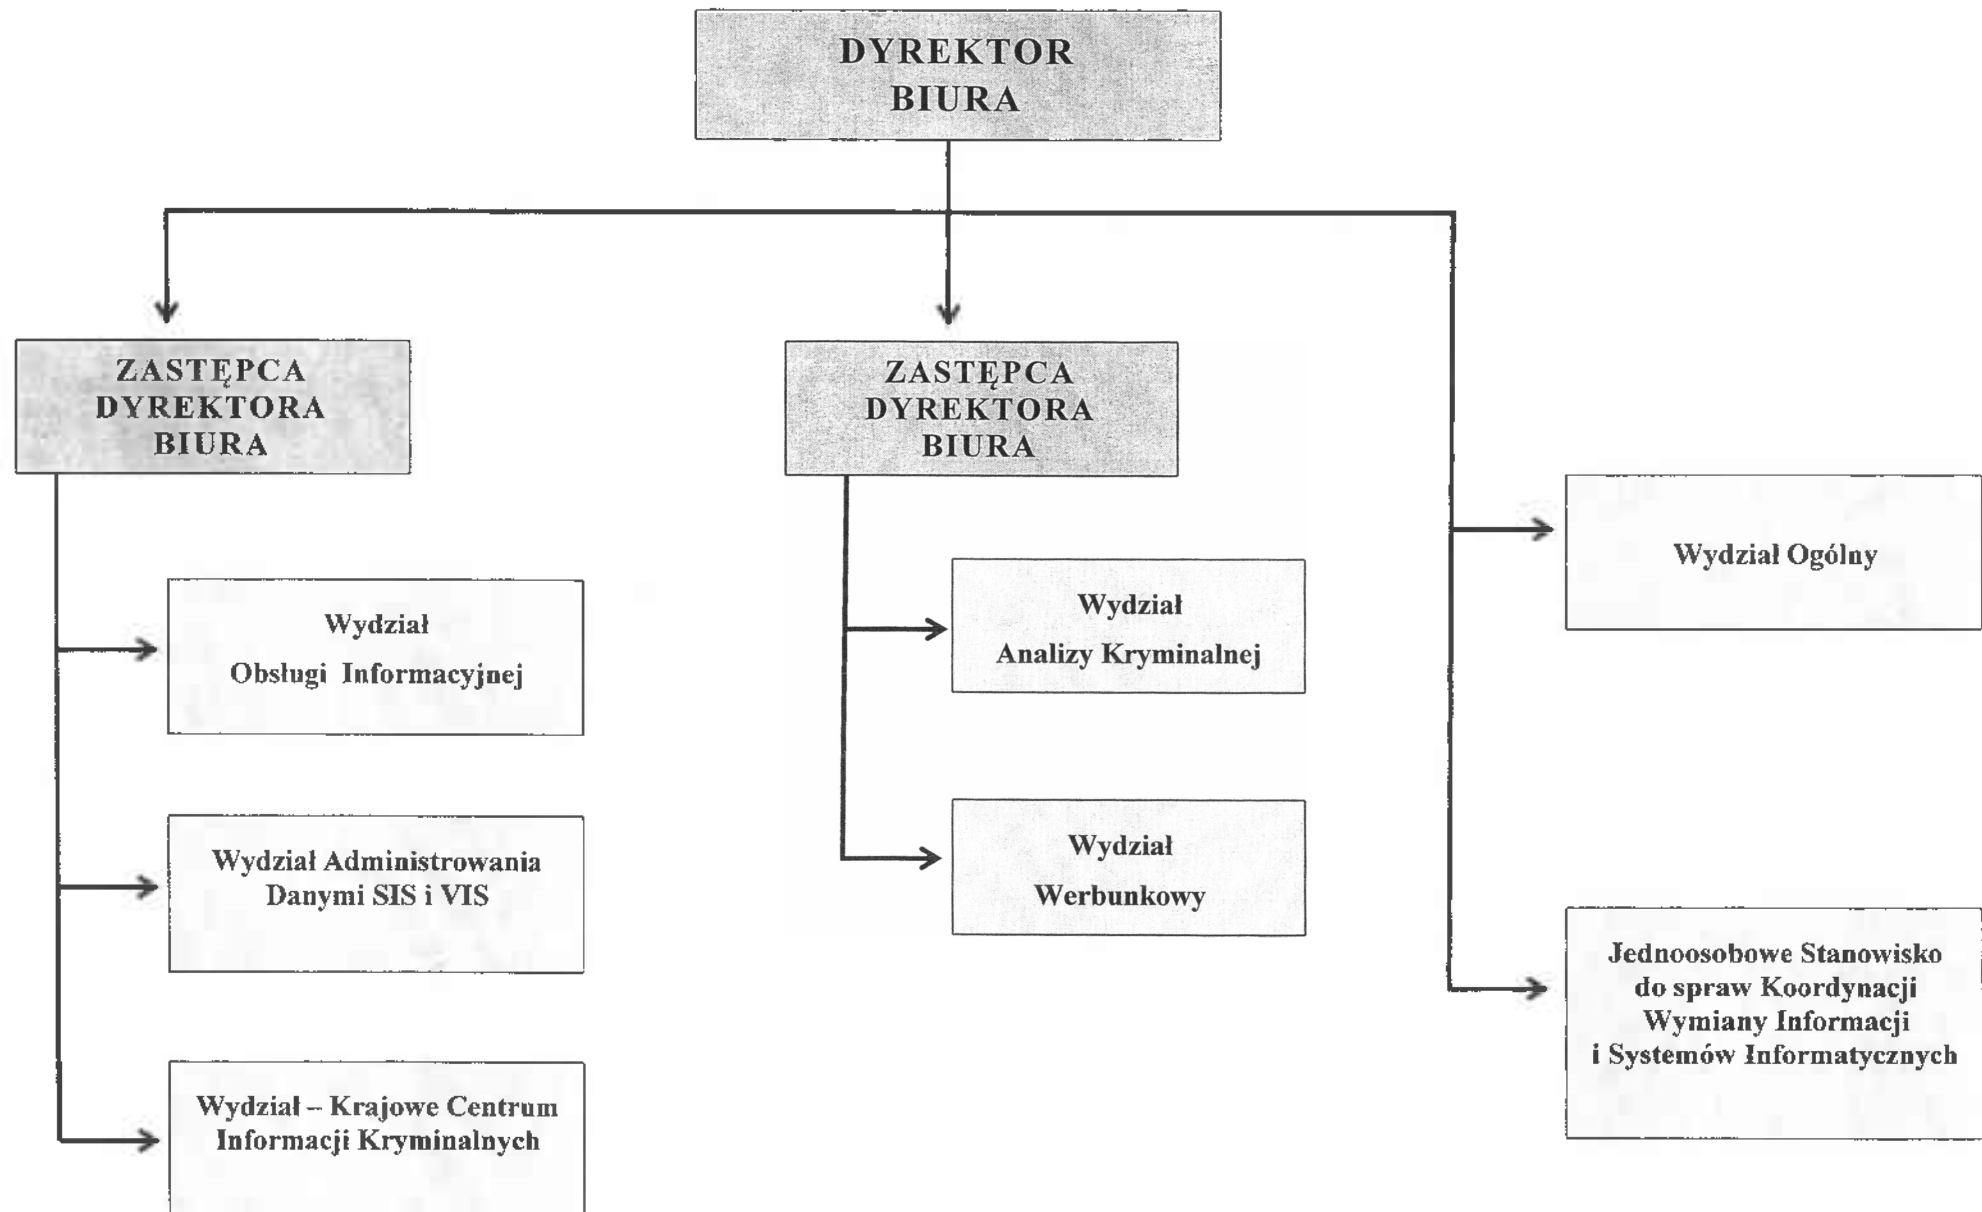 DYREKTOR
BIURA
ZASTĘPCA
DYREKTORA
BIURA
Wydział
Obsługi Informacyjnej
Wydział Administrowania
Danymi SIS i VIS
Wydział – Krajowe Centrum
Informacji Kryminalnych
ZASTĘPCA
DYREKTORA
BIURA
Wydział
Analizy Kryminalnej
Wydział
Werbunkowy
Wydział Ogólny
Jednoosobowe Stanowisko
do spraw Koordynacji
Wymiany Informacji
i Systemów Informatycznych